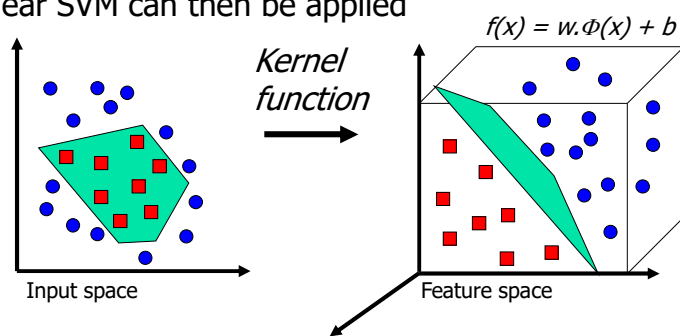 ear SVM can then be applied
f(x) = w.Φ(x) + b
Kernel
function
Input space
Feature space